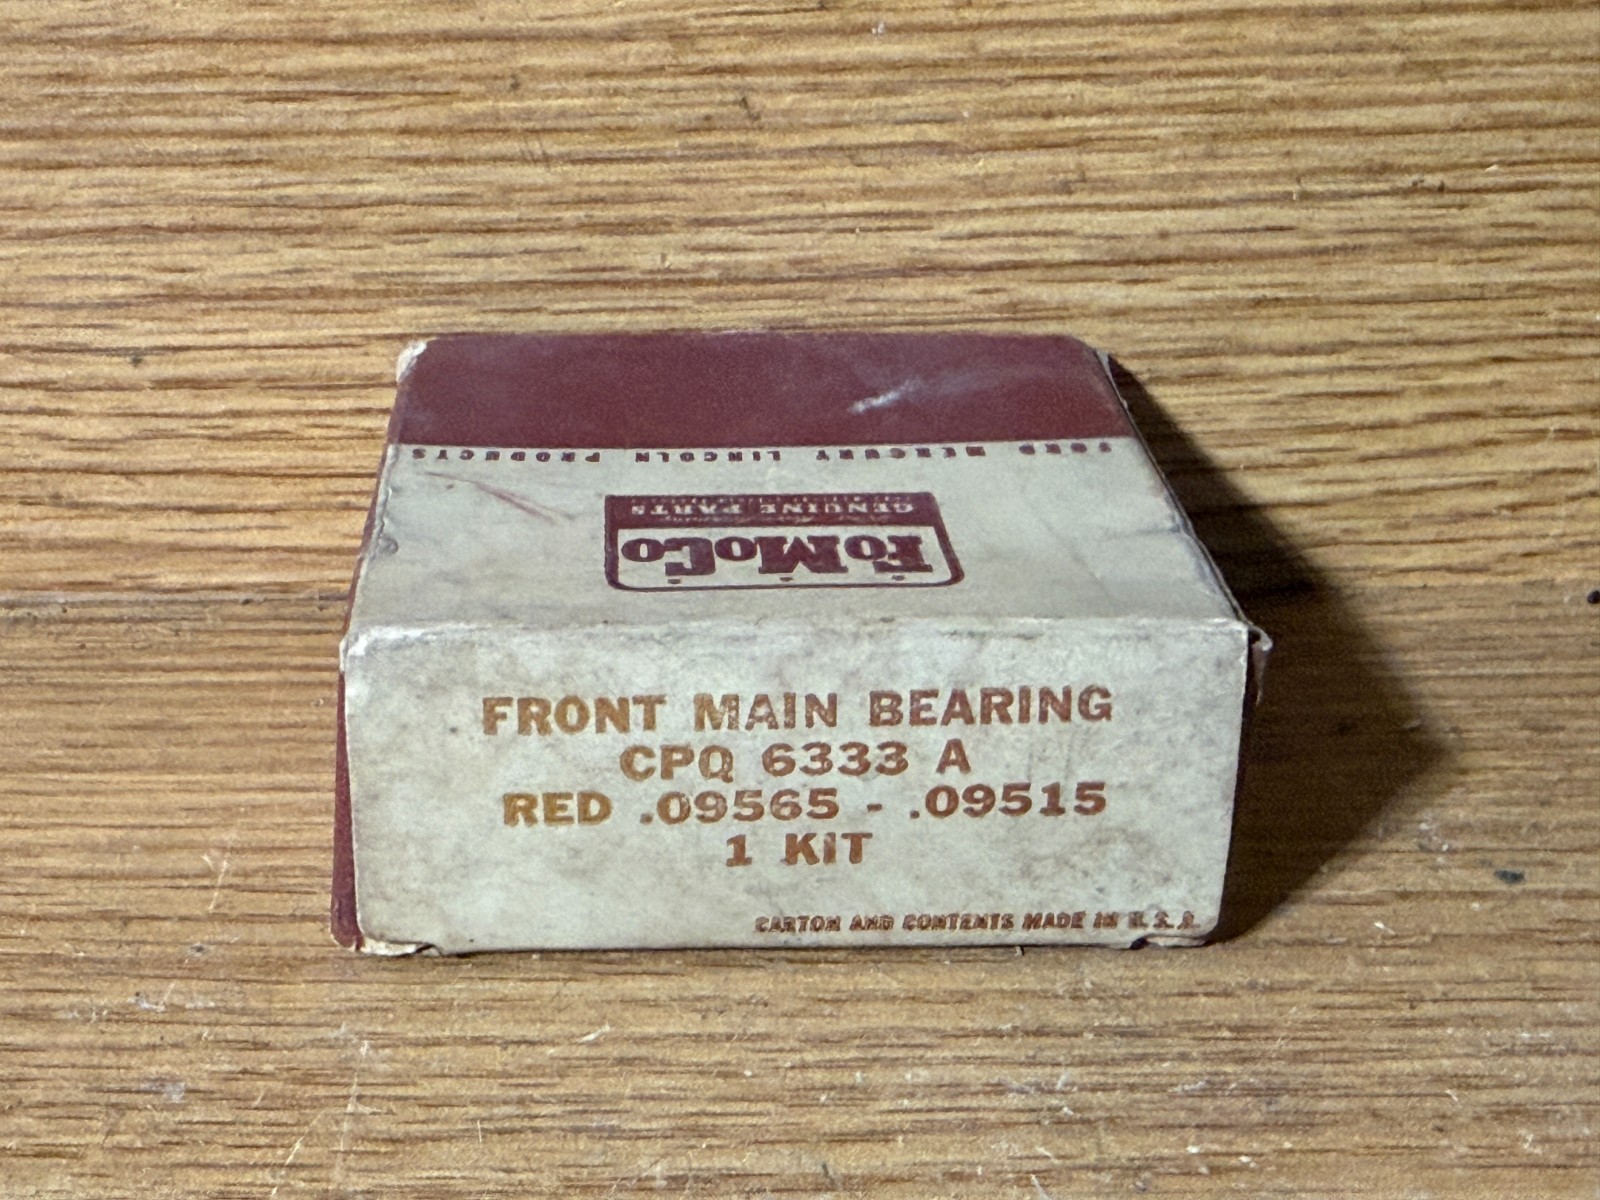 FORD MERCURY LINCOLN PRODUCTS
GENUINE PARTS
FoMoCo
FRONT MAIN BEARING
CPQ 6333 A
RED .09565 - .09515
1 KIT
CARTON AND CONTENTS MADE IN U.S.A.